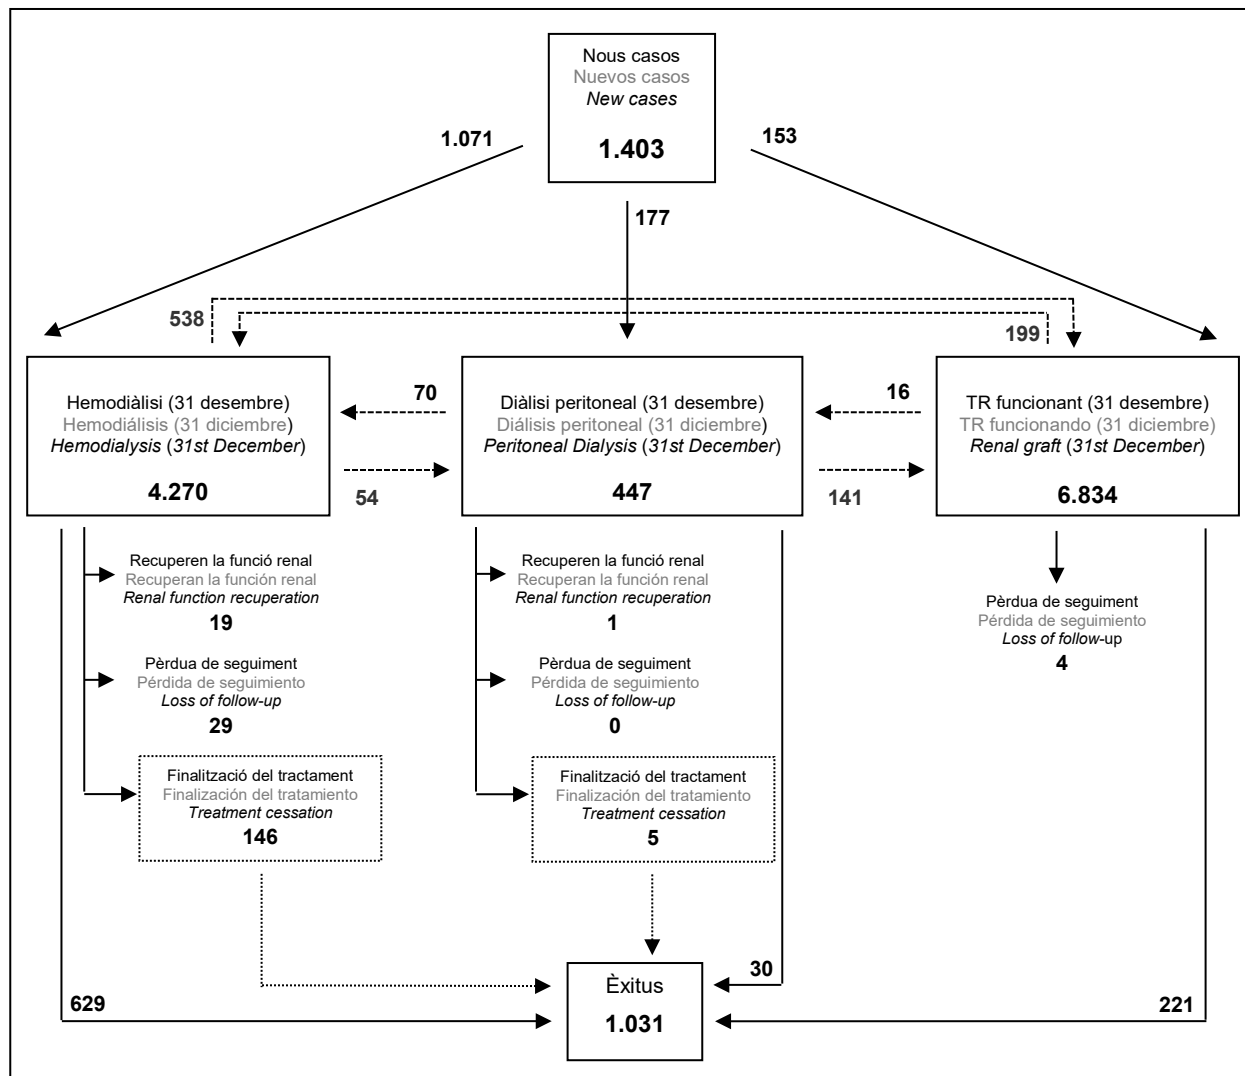 Nous casos
Nuevos casos
New cases
1.403
1.071
153
177
538
199
Hemodiàlisi (31 desembre)
Hemodiálisis (31 diciembre)
Hemodialysis (31st December)
4.270
70
54
Diàlisi peritoneal (31 desembre)
Diálisis peritoneal (31 diciembre)
Peritoneal Dialysis (31st December)
447
16
141
TR funcionant (31 desembre)
TR funcionando (31 diciembre)
Renal graft (31st December)
6.834
Recuperen la funció renal
Recuperan la función renal
Renal function recuperation
19
Pèrdua de seguiment
Pérdida de seguimiento
Loss of follow-up
29
Finalització del tractament
Finalización del tratamiento
Treatment cessation
146
Recuperen la funció renal
Recuperan la función renal
Renal function recuperation
1
Pèrdua de seguiment
Pérdida de seguimiento
Loss of follow-up
0
Finalització del tractament
Finalización del tratamiento
Treatment cessation
5
Pèrdua de seguiment
Pérdida de seguimiento
Loss of follow-up
4
629
30
221
Èxitus
1.031